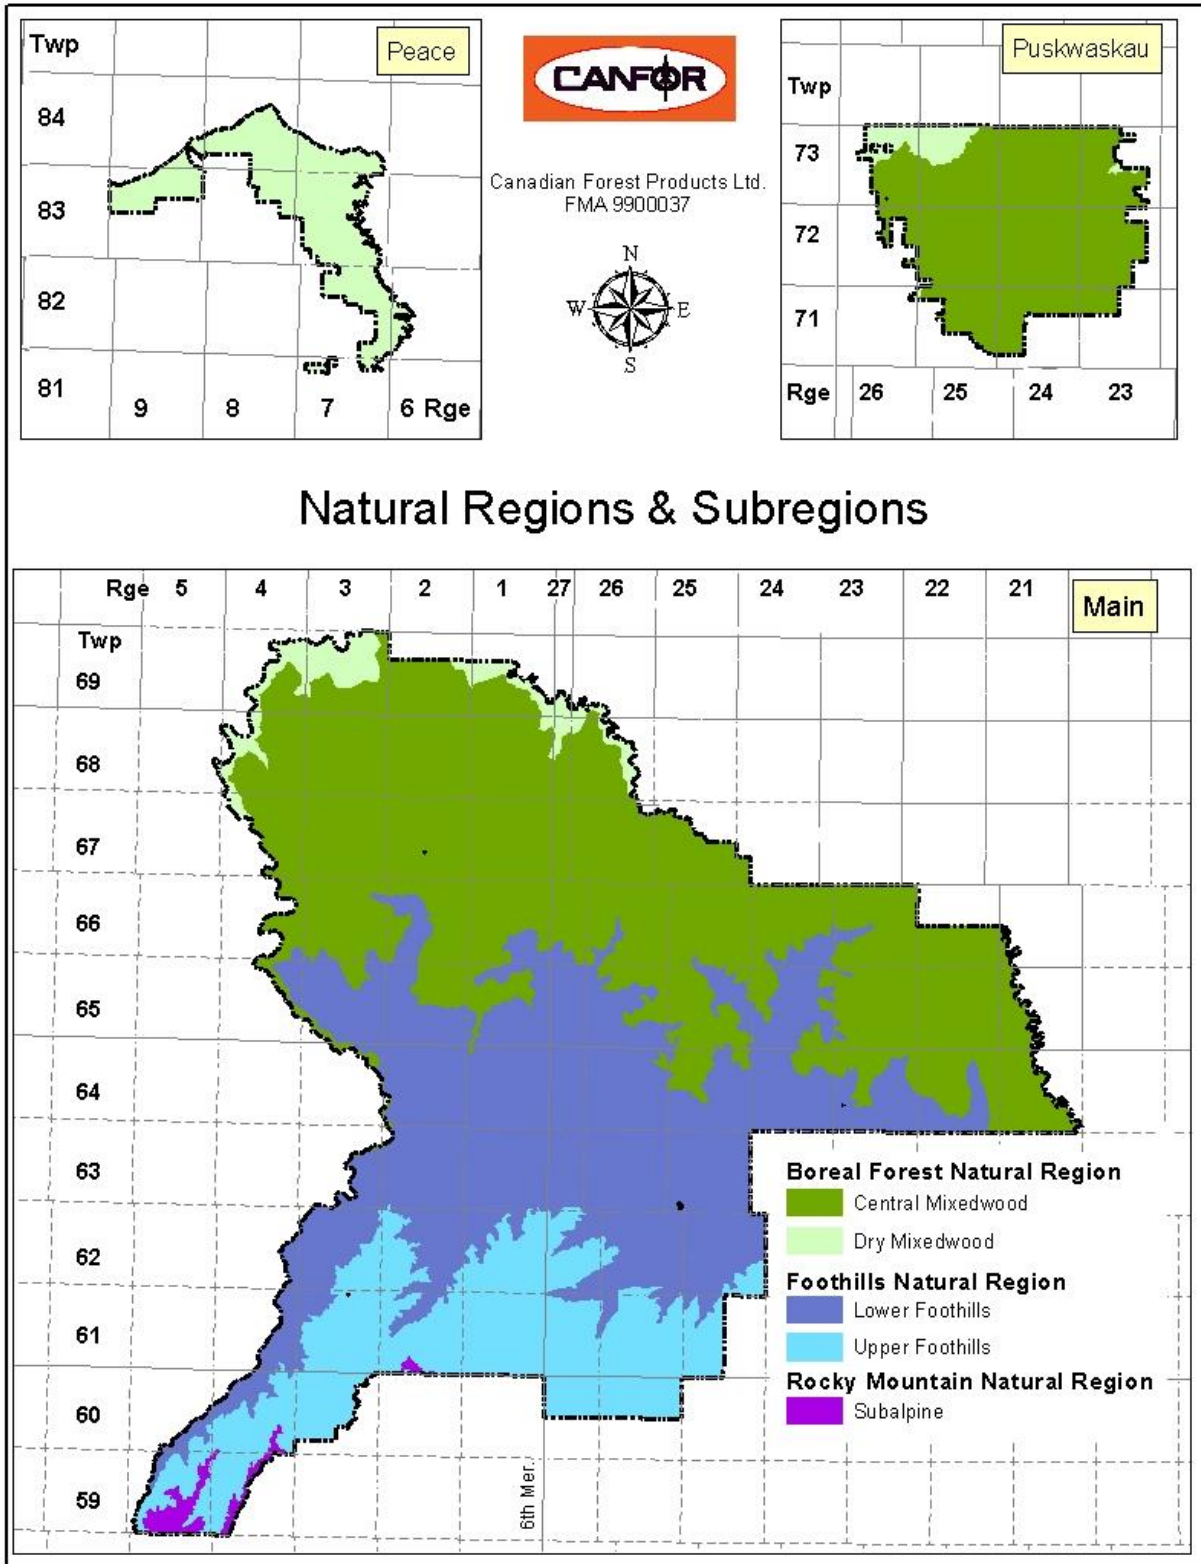 Twp
Peace
84
83
82
81
9 8 7 6 Rge
CANFOR
Canadian Forest Products Ltd.
FMA 9900037
N
W E
S
Puskwaskau
Twp
73
72
71
Rge 26 25 24 23
Natural Regions & Subregions
Rge 5 4 3 2 1 27 26 25 24 23 22 21
Main
Twp
69
68
67
66
65
64
63
62
61
60
59
6th Mer.
Boreal Forest Natural Region
Central Mixedwood
Dry Mixedwood
Foothills Natural Region
Lower Foothills
Upper Foothills
Rocky Mountain Natural Region
Subalpine